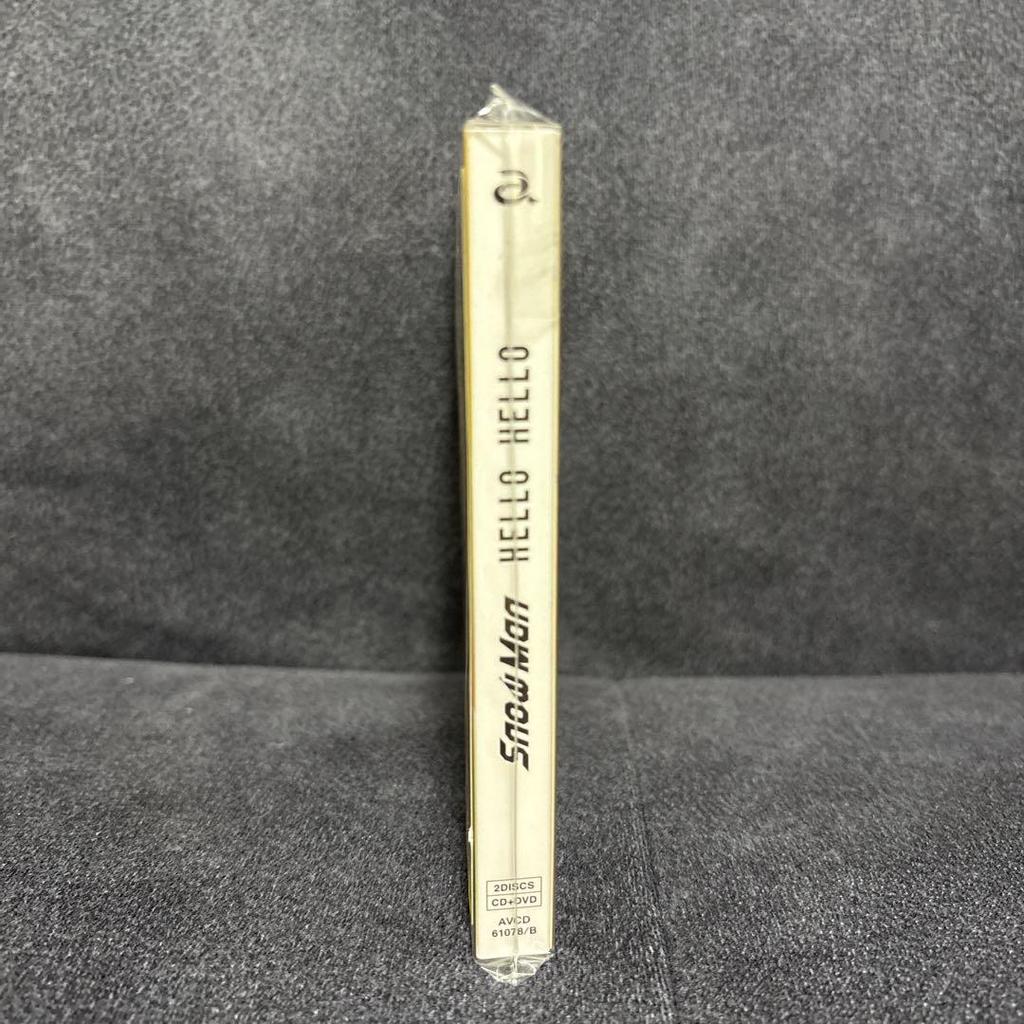 a
HELLO HELLO
Snow Man
2DISCS
CD+DVD
AVCD
61078/B